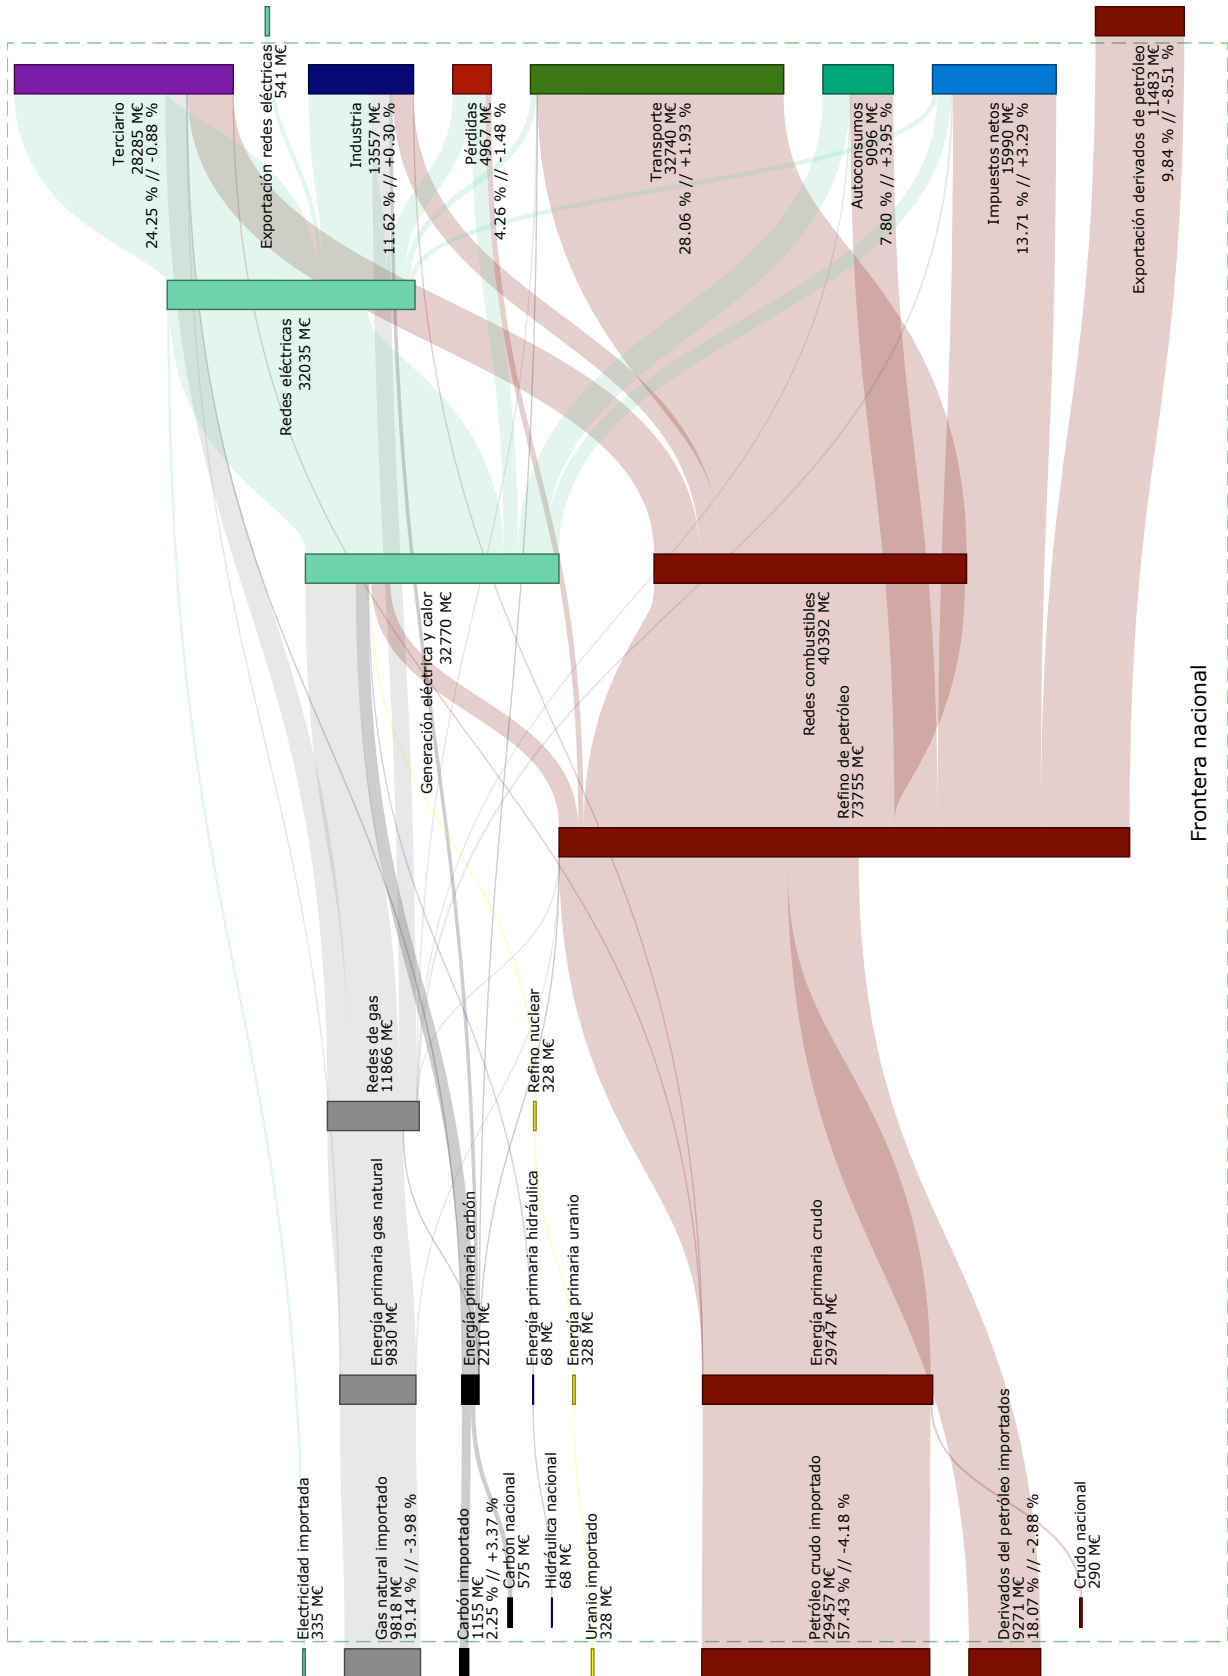 Electricidad importada
335 M€
Gas natural importado
9818 M€
19.14 % // -3.98 %
Carbón importado
1155 M€
2.25 % // +3.37 %
Carbón nacional
575 M€
Hidráulica nacional
68 M€
Uranio importado
328 M€
Petróleo crudo importado
29457 M€
57.43 % // -4.18 %
Derivados del petróleo importados
9271 M€
18.07 % // -2.88 %
Crudo nacional
290 M€
Energía primaria gas natural
9830 M€
Energía primaria carbón
2210 M€
Energía primaria hidráulica
68 M€
Energía primaria uranio
328 M€
Energía primaria crudo
29747 M€
Redes de gas
11866 M€
Refino nuclear
328 M€
Refino de petróleo
73755 M€
Generación eléctrica y calor
32770 M€
Redes combustibles
40392 M€
Redes eléctricas
32035 M€
Terciario
28285 M€
24.25 % // -0.88 %
Exportación redes eléctricas
541 M€
Industria
13557 M€
11.62 % // +0.30 %
Pérdidas
4967 M€
4.26 % // -1.48 %
Transporte
32740 M€
28.06 % // +1.93 %
Autoconsumos
9096 M€
7.80 % // +3.95 %
Impuestos netos
15990 M€
13.71 % // +3.29 %
Exportación derivados de petróleo
11483 M€
9.84 % // -8.51 %
Frontera nacional